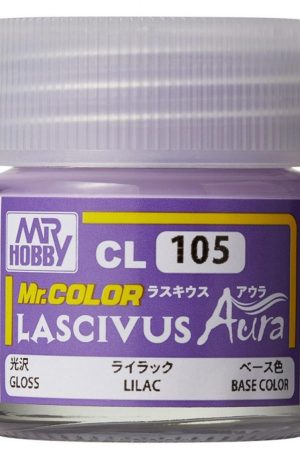 MR HOBBY
CL 105
Mr.COLOR ラスキウス アウラ
LASCIVUS Aura
光沢 ライラック ベース色
GLOSS LILAC BASE COLOR